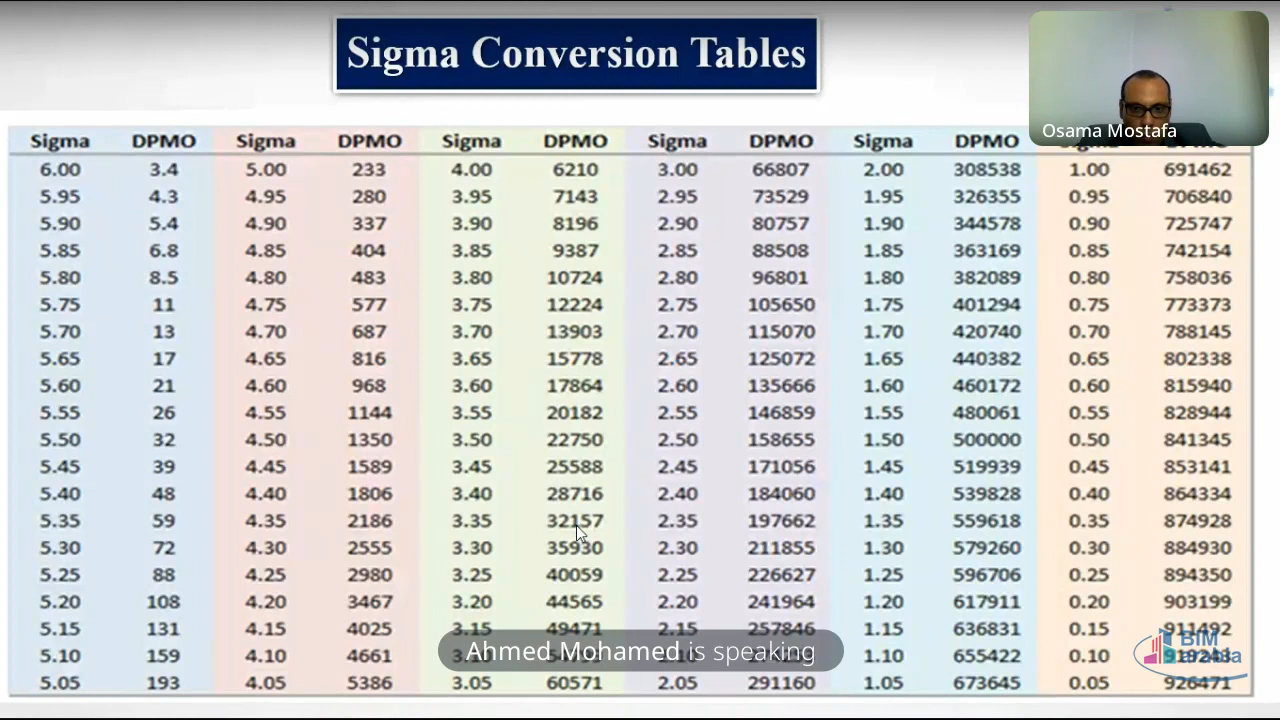 Sigma Conversion Tables
Osama Mostafa
Sigma DPMO Sigma DPMO Sigma DPMO Sigma DPMO Sigma DPMO
6.00 3.4 5.00 233 4.00 6210 3.00 66807 2.00 308538 1.00 691462
5.95 4.3 4.95 280 3.95 7143 2.95 73529 1.95 326355 0.95 706840
5.90 5.4 4.90 337 3.90 8196 2.90 80757 1.90 344578 0.90 725747
5.85 6.8 4.85 404 3.85 9387 2.85 88508 1.85 363169 0.85 742154
5.80 8.5 4.80 483 3.80 10724 2.80 96801 1.80 382089 0.80 758036
5.75 11 4.75 577 3.75 12224 2.75 105650 1.75 401294 0.75 773373
5.70 13 4.70 687 3.70 13903 2.70 115070 1.70 420740 0.70 788145
5.65 17 4.65 816 3.65 15778 2.65 125072 1.65 440382 0.65 802338
5.60 21 4.60 968 3.60 17864 2.60 135666 1.60 460172 0.60 815940
5.55 26 4.55 1144 3.55 20182 2.55 146859 1.55 480061 0.55 828944
5.50 32 4.50 1350 3.50 22750 2.50 158655 1.50 500000 0.50 841345
5.45 39 4.45 1589 3.45 25588 2.45 171056 1.45 519939 0.45 853141
5.40 48 4.40 1806 3.40 28716 2.40 184060 1.40 539828 0.40 864334
5.35 59 4.35 2186 3.35 32157 2.35 197662 1.35 559618 0.35 874928
5.30 72 4.30 2555 3.30 35930 2.30 211855 1.30 579260 0.30 884930
5.25 88 4.25 2980 3.25 40059 2.25 226627 1.25 596706 0.25 894350
5.20 108 4.20 3467 3.20 44565 2.20 241964 1.20 617911 0.20 903199
5.15 131 4.15 4025 3.15 49471 2.15 257846 1.15 636831 0.15 911492
5.10 159 4.10 4661 1.10 655422 0.10
5.05 193 4.05 5386 3.05 60571 2.05 291160 1.05 673645 0.05 926471
Ahmed Mohamed is speaking
BIM
arabia